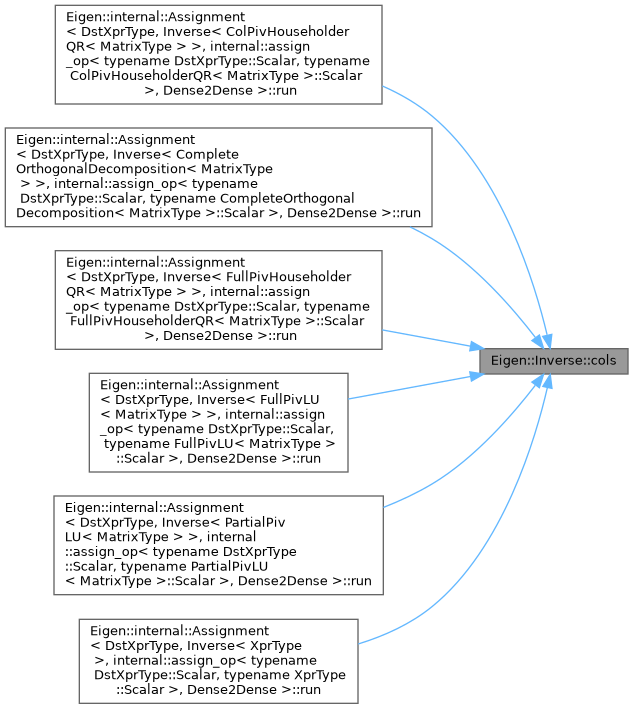 Eigen::internal::Assignment
< DstXprType, Inverse< ColPivHouseholder
QR< MatrixType > >, internal::assign
_op< typename DstXprType::Scalar, typename
ColPivHouseholderQR< MatrixType >::Scalar
>, Dense2Dense >::run
Eigen::internal::Assignment
< DstXprType, Inverse< Complete
OrthogonalDecomposition< MatrixType
> >, internal::assign_op< typename
DstXprType::Scalar, typename CompleteOrthogonal
Decomposition< MatrixType >::Scalar >, Dense2Dense >::run
Eigen::internal::Assignment
< DstXprType, Inverse< FullPivHouseholder
QR< MatrixType > >, internal::assign
_op< typename DstXprType::Scalar, typename
FullPivHouseholderQR< MatrixType >::Scalar
>, Dense2Dense >::run
Eigen::Inverse::cols
Eigen::internal::Assignment
< DstXprType, Inverse< FullPivLU
< MatrixType > >, internal::assign
_op< typename DstXprType::Scalar,
typename FullPivLU< MatrixType >
::Scalar >, Dense2Dense >::run
Eigen::internal::Assignment
< DstXprType, Inverse< PartialPiv
LU< MatrixType > >, internal
::assign_op< typename DstXprType
::Scalar, typename PartialPivLU
< MatrixType >::Scalar >, Dense2Dense >::run
Eigen::internal::Assignment
< DstXprType, Inverse< XprType
>, internal::assign_op< typename
DstXprType::Scalar, typename XprType
::Scalar >, Dense2Dense >::run